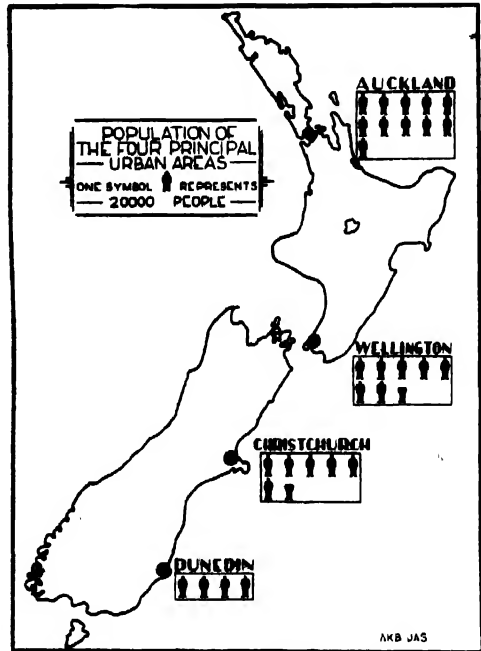 AUCKLAND
POPULATION OF
THE FOUR PRINCIPAL
URBAN AREAS
ONE SYMBOL REPRESENTS
20000 PEOPLE
WELLINGTON
CHRISTCHURCH
DUNEDIN
AKB JAS